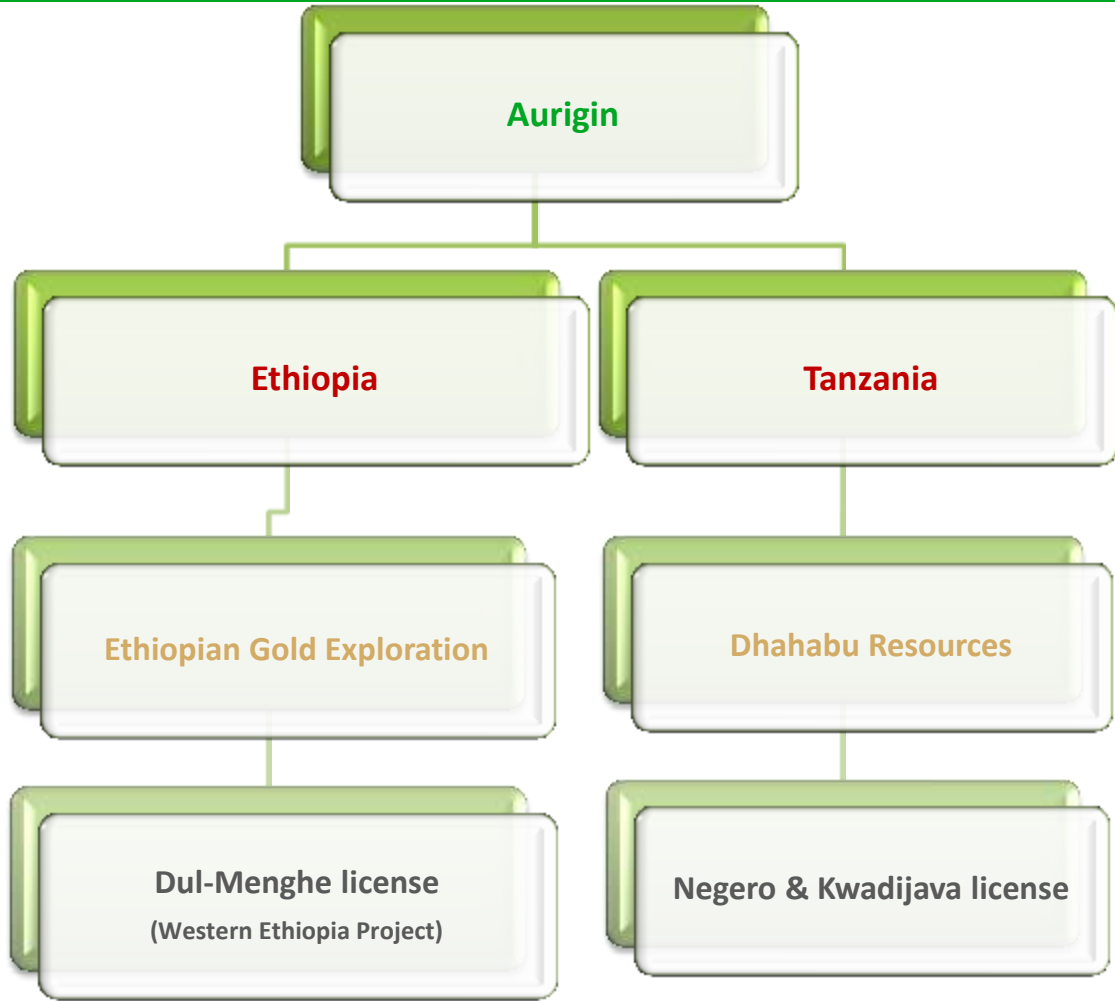 Aurigin
Ethiopia
Tanzania
Ethiopian Gold Exploration
Dhahabu Resources
Dul-Menghe license
(Western Ethiopia Project)
Negero & Kwadijava license